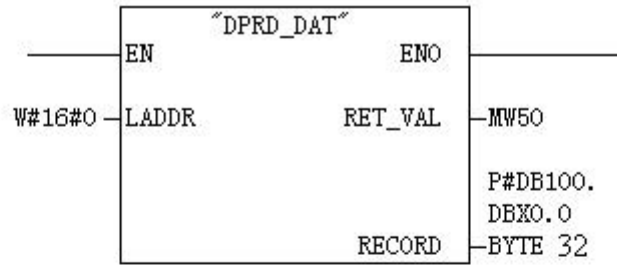 "DPRD_DAT"
EN ENO
W#16#0 LADDR RET_VAL MW50
P#DB100.
DBX0.0
RECORD BYTE 32